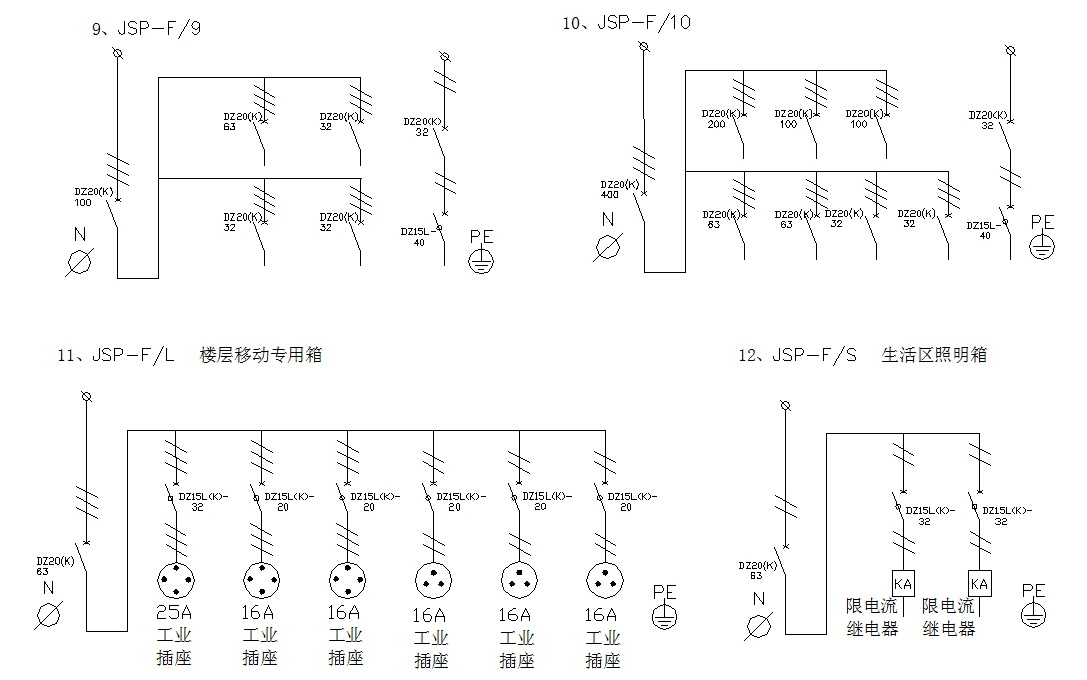 9、JSP-F/9
DZ20(K)
63
DZ20(K)
32
DZ20(K)
32
DZ20(K)
100
DZ20(K)
32
DZ20(K)
32
DZ15L-
40
N
PE
10、JSP-F/10
DZ20(K)
200
DZ20(K)
100
DZ20(K)
100
DZ20(K)
32
DZ20(K)
400
DZ20(K)
63
DZ20(K)
63
DZ20(K)
32
DZ20(K)
32
DZ15L-
40
N
PE
11、JSP-F/L 楼层移动专用箱
DZ15L(K)-
32
DZ15L(K)-
20
DZ15L(K)-
20
DZ15L(K)-
20
DZ15L(K)-
20
DZ15L(K)-
20
DZ20(K)
63
N
PE
25A
工业
插座
16A
工业
插座
16A
工业
插座
16A
工业
插座
16A
工业
插座
16A
工业
插座
12、JSP-F/S 生活区照明箱
DZ15L(K)-
32
DZ15L(K)-
32
DZ20(K)
63
KA
KA
N
PE
限电流
继电器
限电流
继电器